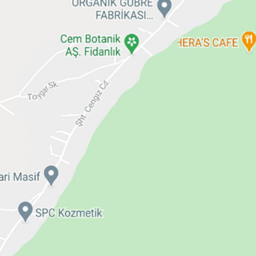 ORGANİK GÜBRE
FABRİKASI...
Cem Botanik
AŞ. Fidanlık
HERA'S CAFE
Toygar Sk
Şht. Cengiz Cd.
ari Masif
SPC Kozmetik